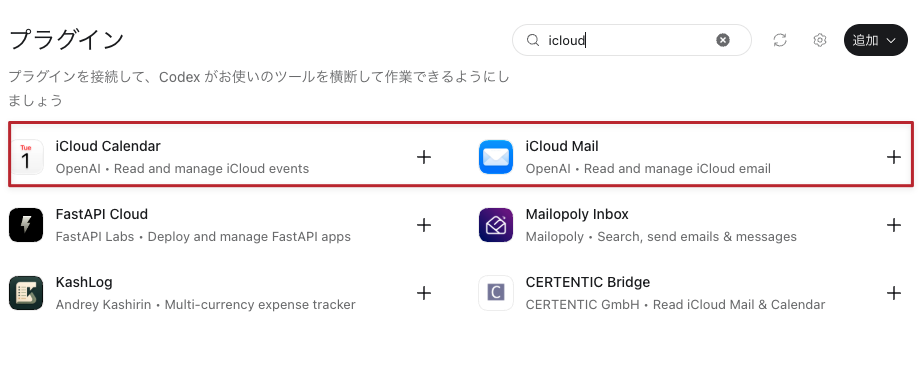 プラグイン
icloud
追加
プラグインを接続して、Codex がお使いのツールを横断して作業できるようにし
ましょう
Tue
1
iCloud Calendar
OpenAI • Read and manage iCloud events
iCloud Mail
OpenAI • Read and manage iCloud email
FastAPI Cloud
FastAPI Labs • Deploy and manage FastAPI apps
Mailopoly Inbox
Mailopoly • Search, send emails & messages
KashLog
Andrey Kashirin • Multi-currency expense tracker
C
CERTENTIC Bridge
CERTENTIC GmbH • Read iCloud Mail & Calendar